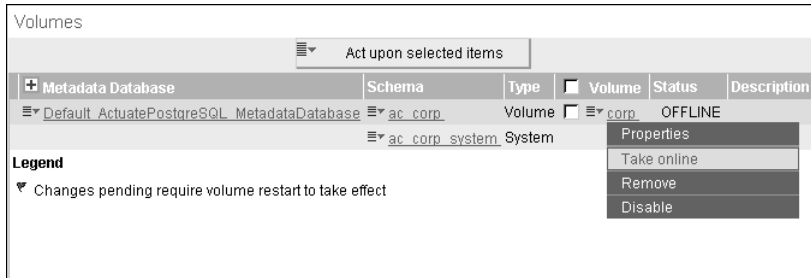 Volumes
Act upon selected items
Metadata Database Schema Type Volume Status Description
Default_ActuatePostgreSQL_MetadataDatabase ac_corp Volume corp OFFLINE
Properties
ac_corp_system System
Take online
Legend
Remove
Changes pending require volume restart to take effect
Disable